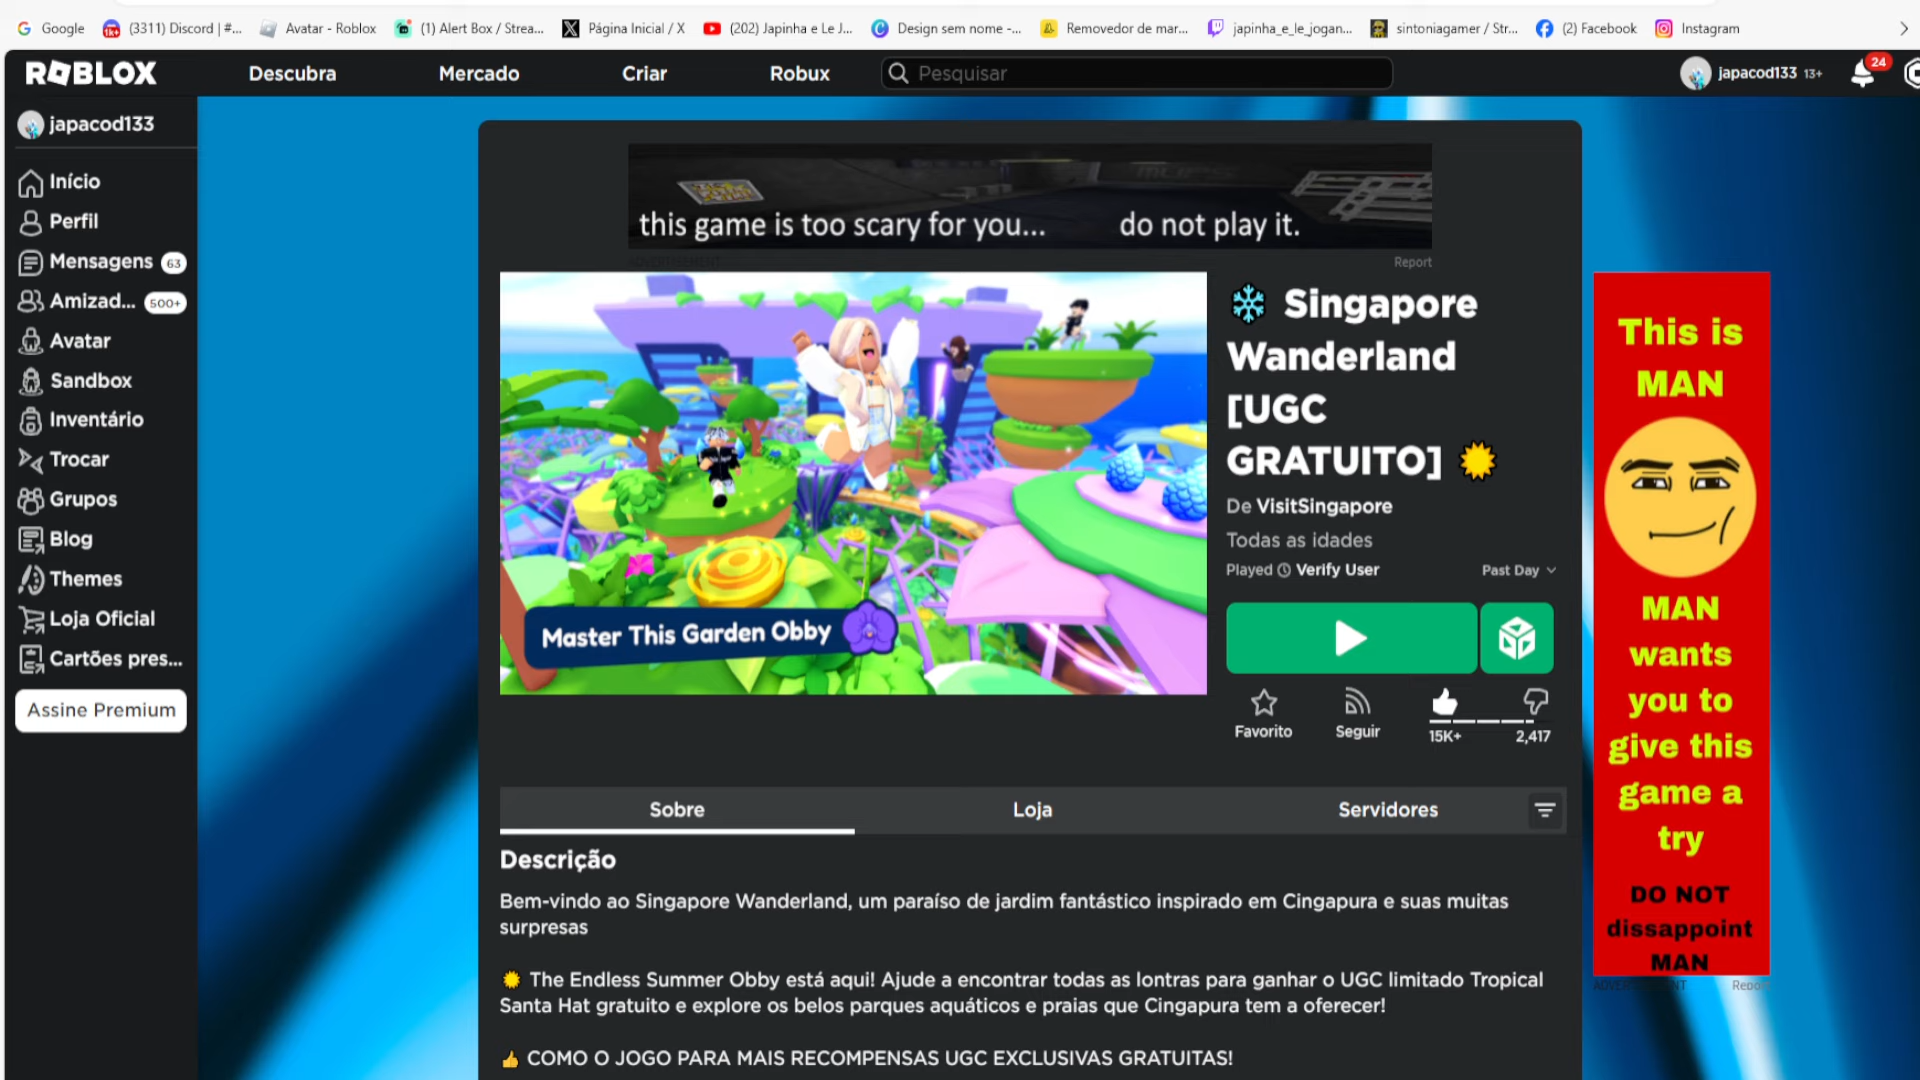 Google
(3311) Discord | #...
Avatar - Roblox
(1) Alert Box / Strea...
Página Inicial / X
(202) Japinha e Le J...
Design sem nome -...
Removedor de mar...
japinha_e_le_jogan...
sintoniagamer / Str...
(2) Facebook
Instagram
ROBLOX
Descubra
Mercado
Criar
Robux
Pesquisar
japacod133 13+
24
japacod133
Início
Perfil
Mensagens 63
Amizad... 500+
Avatar
Sandbox
Inventário
Trocar
Grupos
Blog
Themes
Loja Oficial
Cartões pres...
Assine Premium
this game is too scary for you... do not play it.
ADVERTISEMENT
Report
Master This Garden Obby
Singapore
Wanderland
[UGC
GRATUITO]
De VisitSingapore
Todas as idades
Played Verify User
Past Day
Favorito
Seguir
15K+
2,417
Sobre
Loja
Servidores
Descrição
Bem-vindo ao Singapore Wanderland, um paraíso de jardim fantástico inspirado em Cingapura e suas muitas
surpresas
The Endless Summer Obby está aqui! Ajude a encontrar todas as lontras para ganhar o UGC limitado Tropical
Santa Hat gratuito e explore os belos parques aquáticos e praias que Cingapura tem a oferecer!
COMO O JOGO PARA MAIS RECOMPENSAS UGC EXCLUSIVAS GRATUITAS!
This is
MAN
MAN
wants
you to
give this
game a
try
DO NOT
dissappoint
MAN
ADVERTISEMENT
Report